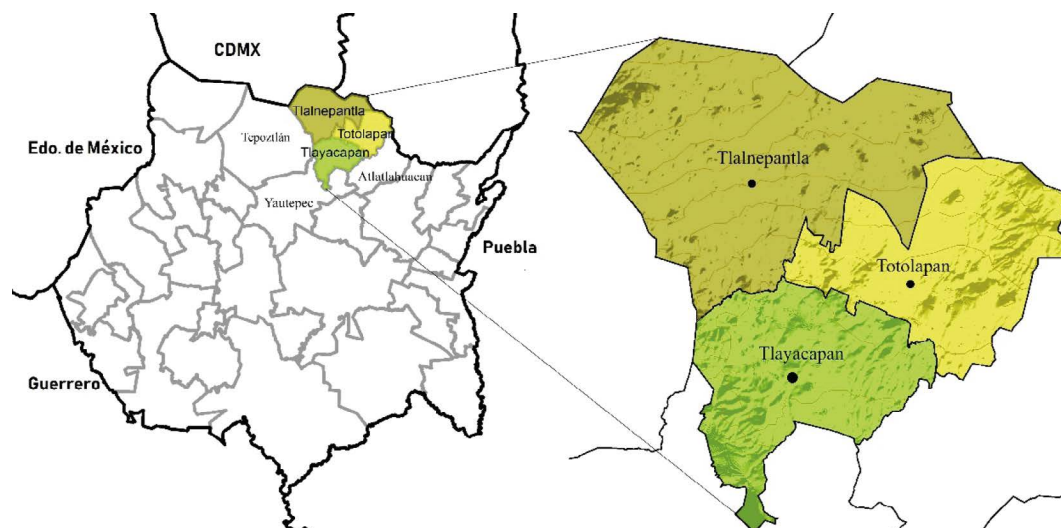 CDMX
Tlalnepantla
Tepoztlán
Totolapan
Edo. de México
Tlayacapan
Atlatlahuacan
Yautepec
Puebla
Guerrero
Tlalnepantla
Totolapan
Tlayacapan